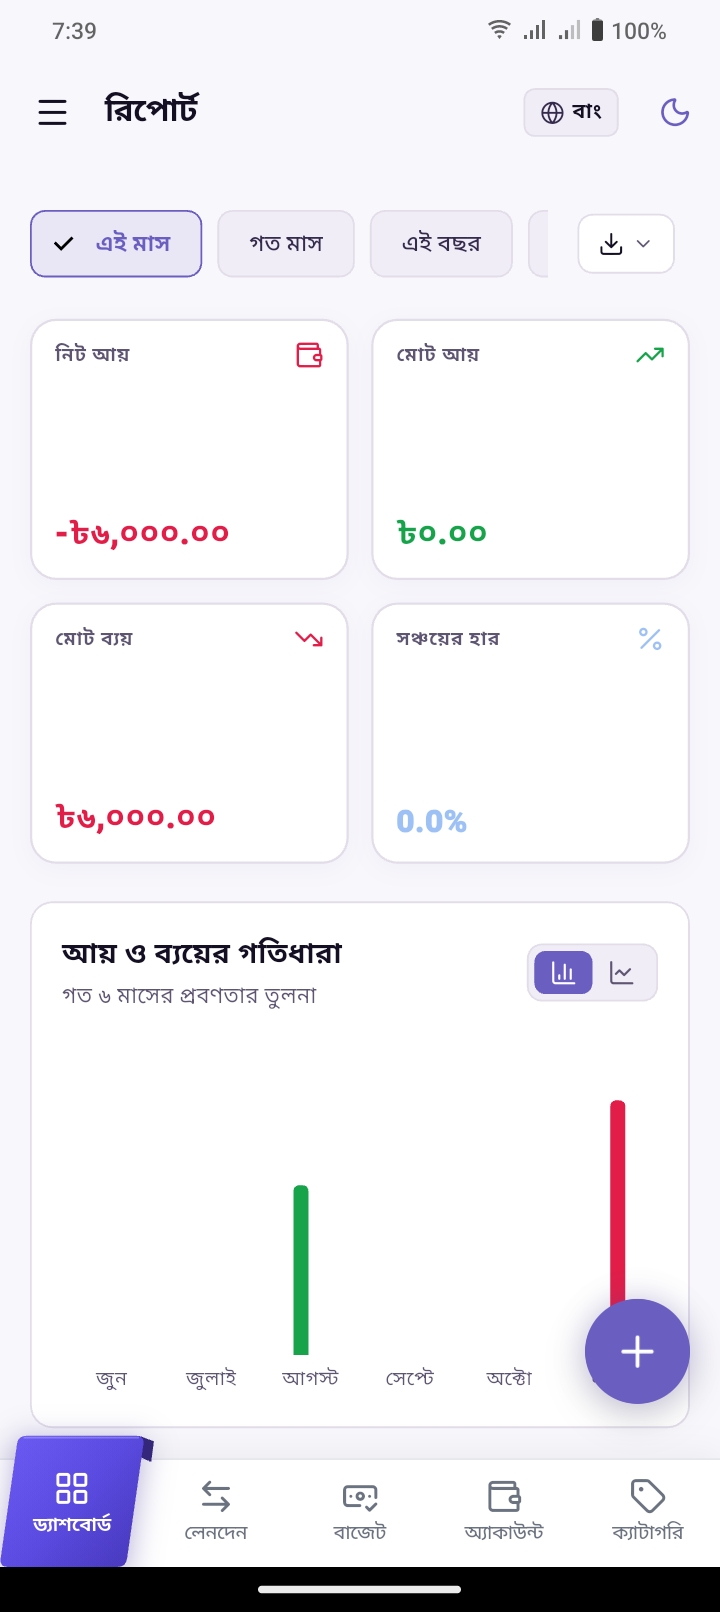 7:39
100%
রিপোর্ট
বাং
এই মাস
গত মাস
এই বছর
নিট আয়
মোট আয়
-৳৬,০০০.০০
৳০.০০
মোট ব্যয়
সঞ্চয়ের হার
৳৬,০০০.০০
0.0%
আয় ও ব্যয়ের গতিধারা
গত ৬ মাসের প্রবণতার তুলনা
জুন
জুলাই
আগস্ট
সেপ্টে
অক্টো
ড্যাশবোর্ড
লেনদেন
বাজেট
অ্যাকাউন্ট
ক্যাটাগরি